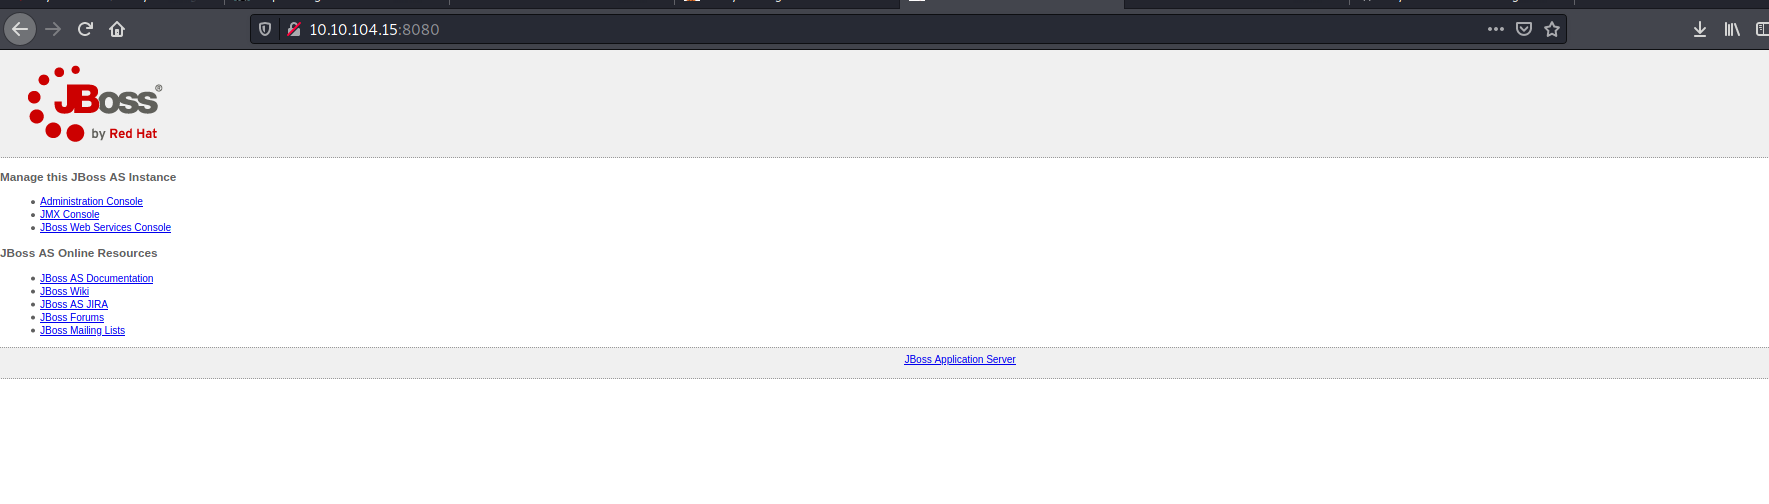 10.10.104.15:8080
JBoss®
by Red Hat
Manage this JBoss AS Instance
Administration Console
JMX Console
JBoss Web Services Console
JBoss AS Online Resources
JBoss AS Documentation
JBoss Wiki
JBoss AS JIRA
JBoss Forums
JBoss Mailing Lists
JBoss Application Server